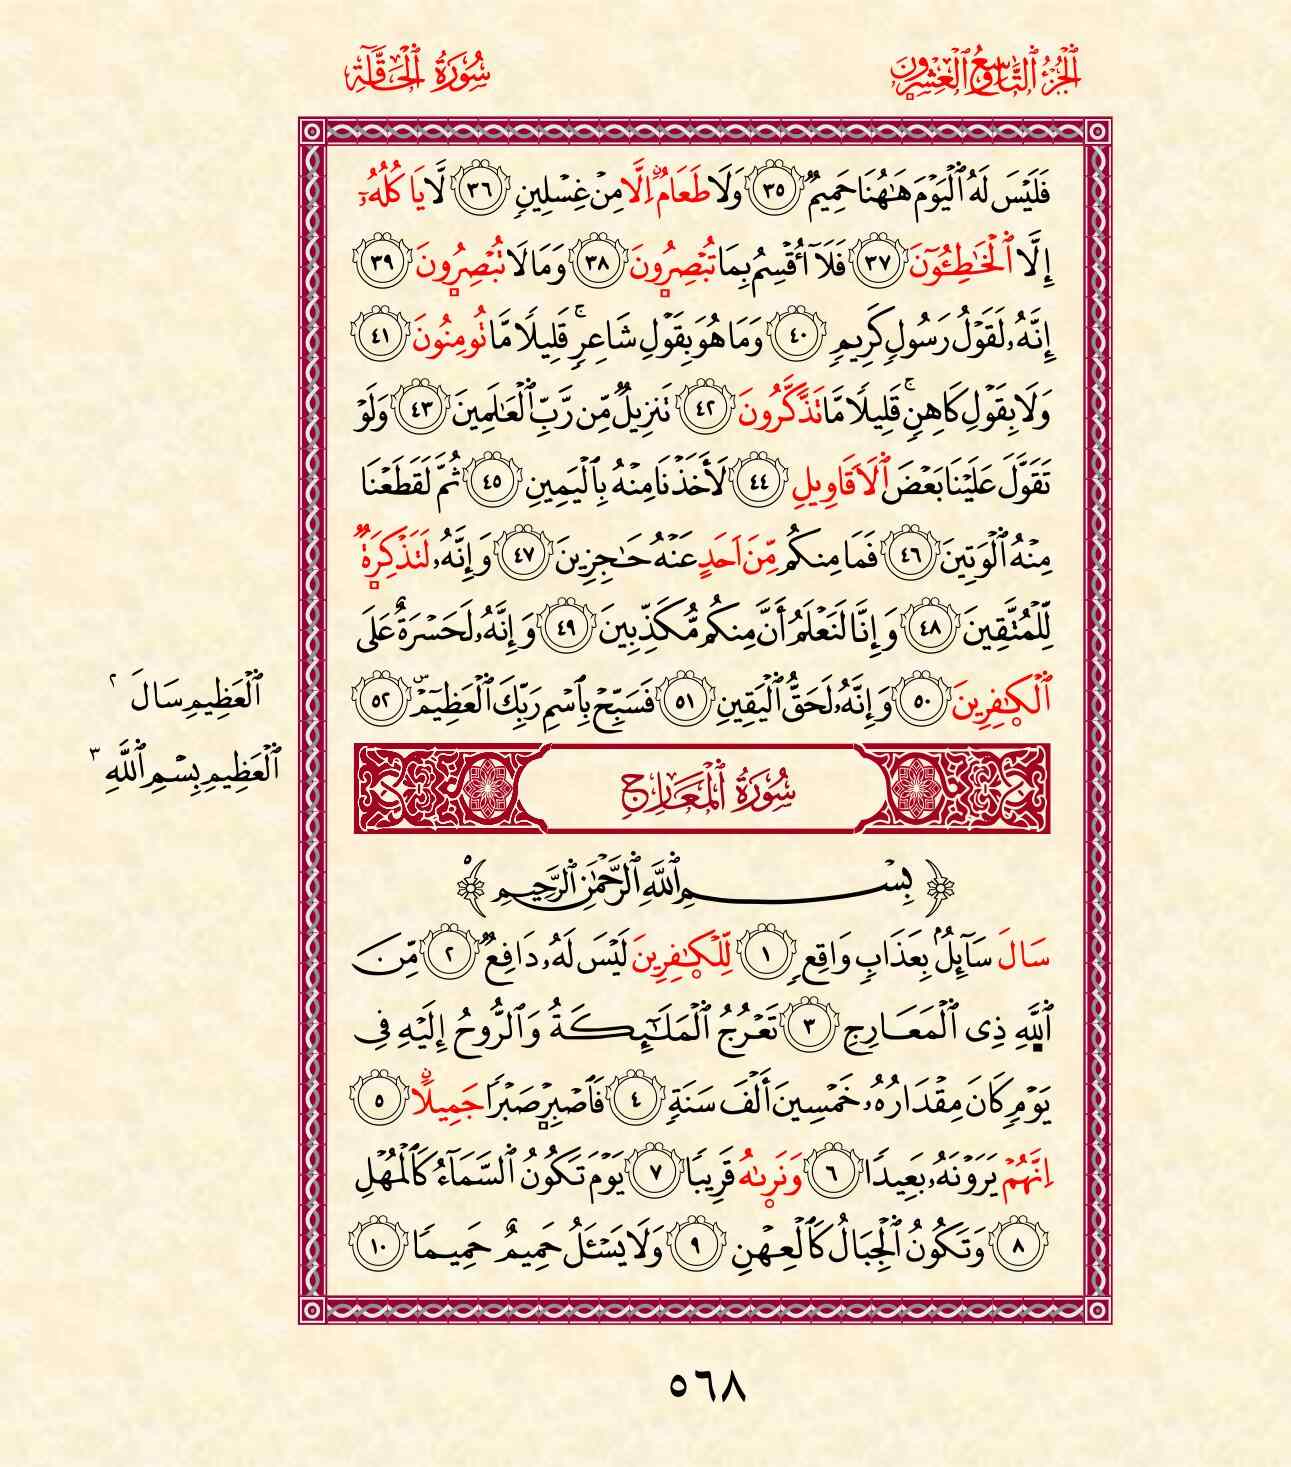 الجزء التاسع والعشرون
سورة الحاقة
فَلَيْسَ لَهُ ٱلْيَوْمَ هَٰهُنَا حَمِيمٌ ٣٥ وَلَا طَعَامٌ اِلَّا مِنْ غِسْلِينٍ ٣٦ لَّا يَاكُلُهُۥٓ
إِلَّا ٱلْخَٰطِـُٔونَ ٣٧ فَلَآ أُقْسِمُ بِمَا تُبْصِرُونَ ٣٨ وَمَا لَا تُبْصِرُونَ ٣٩
إِنَّهُۥ لَقَوْلُ رَسُولٍ كَرِيمٍ ٤٠ وَمَا هُوَ بِقَوْلِ شَاعِرٍ ۚ قَلِيلًا مَّا تُومِنُونَ ٤١
وَلَا بِقَوْلِ كَاهِنٍ ۚ قَلِيلًا مَّا تَذَّكَّرُونَ ٤٢ تَنزِيلٌ مِّن رَّبِّ ٱلْعَٰلَمِينَ ٤٣ وَلَوْ
تَقَوَّلَ عَلَيْنَا بَعْضَ ٱلَاقَاوِيلِ ٤٤ لَأَخَذْنَا مِنْهُ بِٱلْيَمِينِ ٤٥ ثُمَّ لَقَطَعْنَا
مِنْهُ ٱلْوَتِينَ ٤٦ فَمَا مِنكُم مِّنَ اَحَدٍ عَنْهُ حَٰجِزِينَ ٤٧ وَإِنَّهُۥ لَتَذْكِرَةٌ
لِّلْمُتَّقِينَ ٤٨ وَإِنَّا لَنَعْلَمُ أَنَّ مِنكُم مُّكَذِّبِينَ ٤٩ وَإِنَّهُۥ لَحَسْرَةٌ عَلَى
ٱلْكَٰفِرِينَ ٥٠ وَإِنَّهُۥ لَحَقُّ ٱلْيَقِينِ ٥١ فَسَبِّحْ بِٱسْمِ رَبِّكَ ٱلْعَظِيمِ ٥٢
ٱلْعَظِيمِ سَالَ ٢
ٱلْعَظِيمِ بِسْمِ ٱللَّهِ ٣
سُورَةُ ٱلْمَعَارِجِ
بِسْمِ ٱللَّهِ ٱلرَّحْمَٰنِ ٱلرَّحِيمِ
سَالَ سَآئِلٌ بِعَذَابٍ وَاقِعٍ ١ لِّلْكَٰفِرِينَ لَيْسَ لَهُۥ دَافِعٌ ٢ مِّنَ
ٱللَّهِ ذِى ٱلْمَعَارِجِ ٣ تَعْرُجُ ٱلْمَلَٰٓئِكَةُ وَٱلرُّوحُ إِلَيْهِ فِى
يَوْمٍ كَانَ مِقْدَارُهُۥ خَمْسِينَ أَلْفَ سَنَةٍ ٤ فَٱصْبِرْ صَبْرًا جَمِيلًا ٥
اِنَّهُمْ يَرَوْنَهُۥ بَعِيدًا ٦ وَنَرِىٰهُ قَرِيبًا ٧ يَوْمَ تَكُونُ ٱلسَّمَآءُ كَٱلْمُهْلِ
٨ وَتَكُونُ ٱلْجِبَالُ كَٱلْعِهْنِ ٩ وَلَا يَسْـَٔلُ حَمِيمٌ حَمِيمًا ١٠
٥٦٨